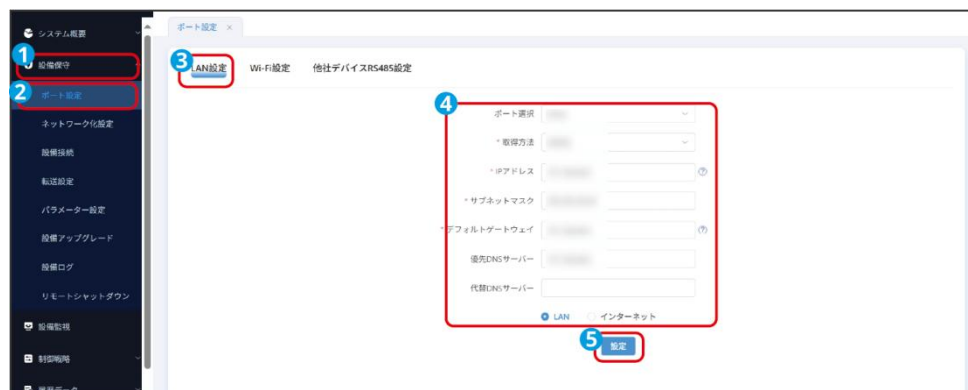 システム概要
ポート設定 ×
1
設備保守
2
ポート設定
ネットワーク化設定
設備接続
転送設定
パラメーター設定
設備アップグレード
設備ログ
リモートシャットダウン
設備監視
制御戦略
3
LAN設定 Wi-Fi設定 他社デバイスRS485設定
4
ポート選択
* 取得方法
* IPアドレス
* サブネットマスク
* デフォルトゲートウェイ
優先DNSサーバー
代替DNSサーバー
LAN インターネット
5
設定